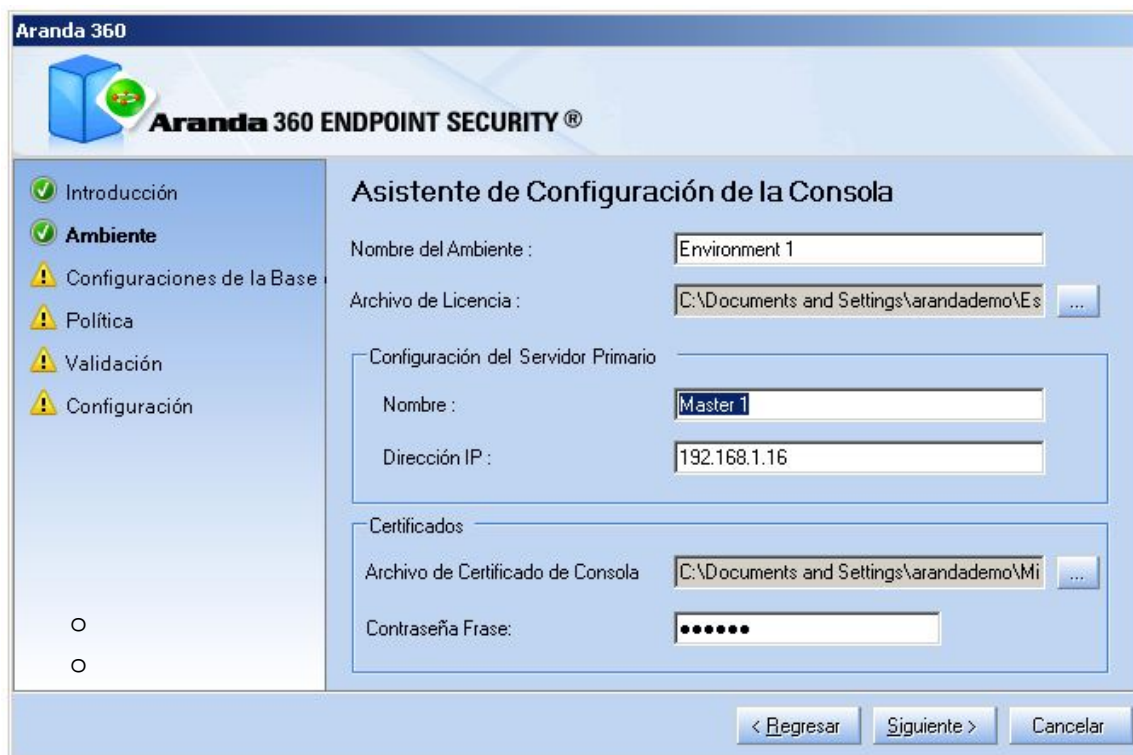 Aranda 360
Aranda 360 ENDPOINT SECURITY ®
Introducción
Ambiente
Configuraciones de la Base
Política
Validación
Configuración
Asistente de Configuración de la Consola
Nombre del Ambiente : Environment 1
Archivo de Licencia : C:\Documents and Settings\arandademo\Es ...
Configuración del Servidor Primario
Nombre : Master 1
Dirección IP : 192.168.1.16
Certificados
Archivo de Certificado de Consola C:\Documents and Settings\arandademo\Mi ...
Contraseña Frase: ●●●●●●
o
o
< Regresar Siguiente > Cancelar